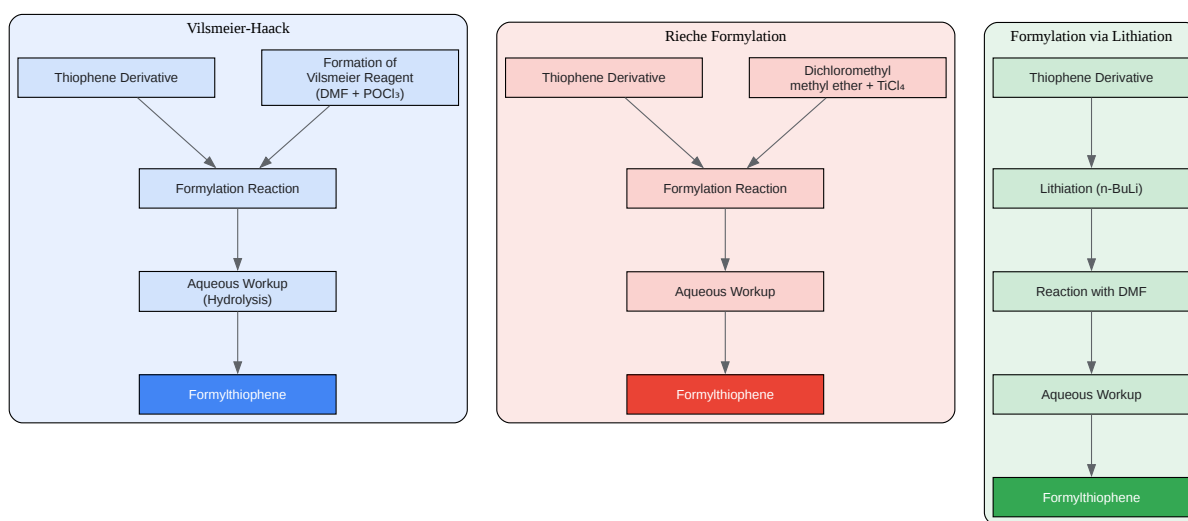 Vilsmeier-Haack
Thiophene Derivative
Formation of
Vilsmeier Reagent
(DMF + POCl₃)
Formylation Reaction
Aqueous Workup
(Hydrolysis)
Formylthiophene
Rieche Formylation
Thiophene Derivative
Dichloromethyl
methyl ether + TiCl₄
Formylation Reaction
Aqueous Workup
Formylthiophene
Formylation via Lithiation
Thiophene Derivative
Lithiation (n-BuLi)
Reaction with DMF
Aqueous Workup
Formylthiophene